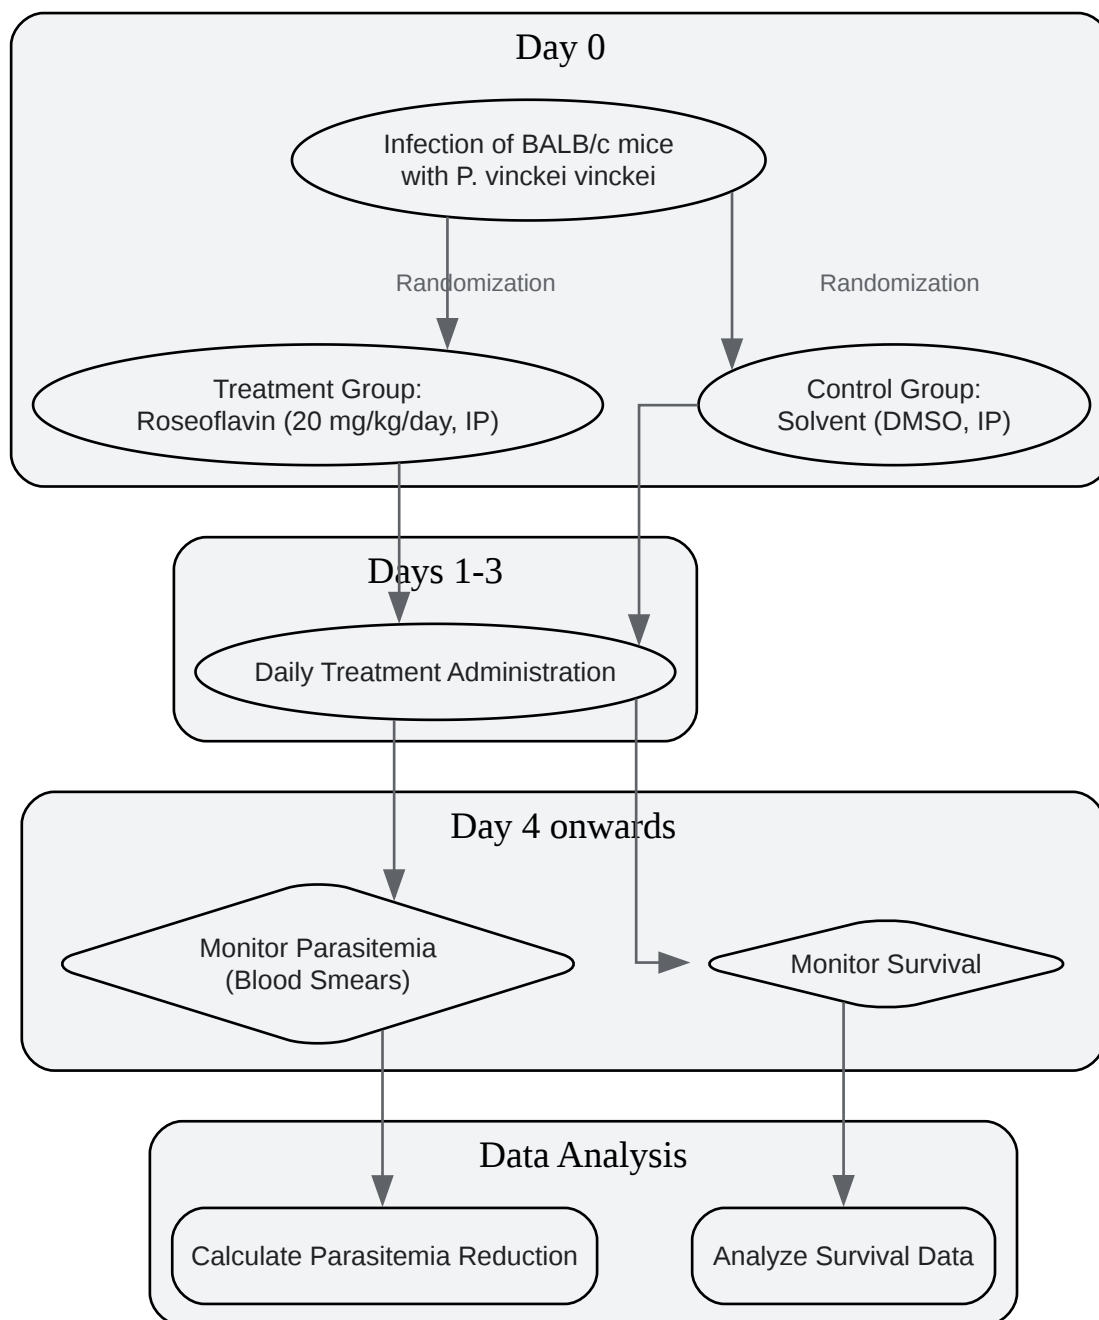 Day 0
Infection of BALB/c mice
with P. vinckei vinckei
Randomization
Randomization
Treatment Group:
Roseoflavin (20 mg/kg/day, IP)
Control Group:
Solvent (DMSO, IP)
Days 1-3
Daily Treatment Administration
Day 4 onwards
Monitor Parasitemia
(Blood Smears)
Monitor Survival
Data Analysis
Calculate Parasitemia Reduction
Analyze Survival Data